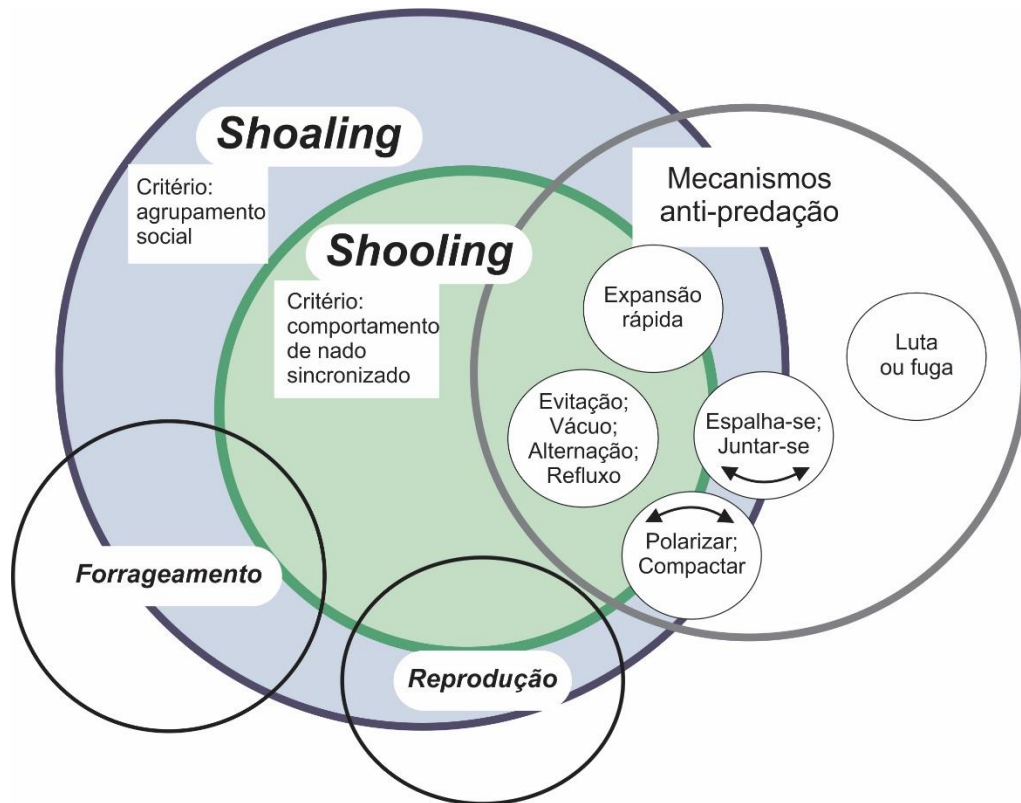 Shoaling
Critério:
agrupamento
social
Shooling
Critério:
comportamento
de nado
sincronizado
Mecanismos
anti-predação
Expansão
rápida
Luta
ou fuga
Evitação;
Vácuo;
Alternação;
Refluxo
Espalha-se;
Juntar-se
Polarizar;
Compactar
Forrageamento
Reprodução